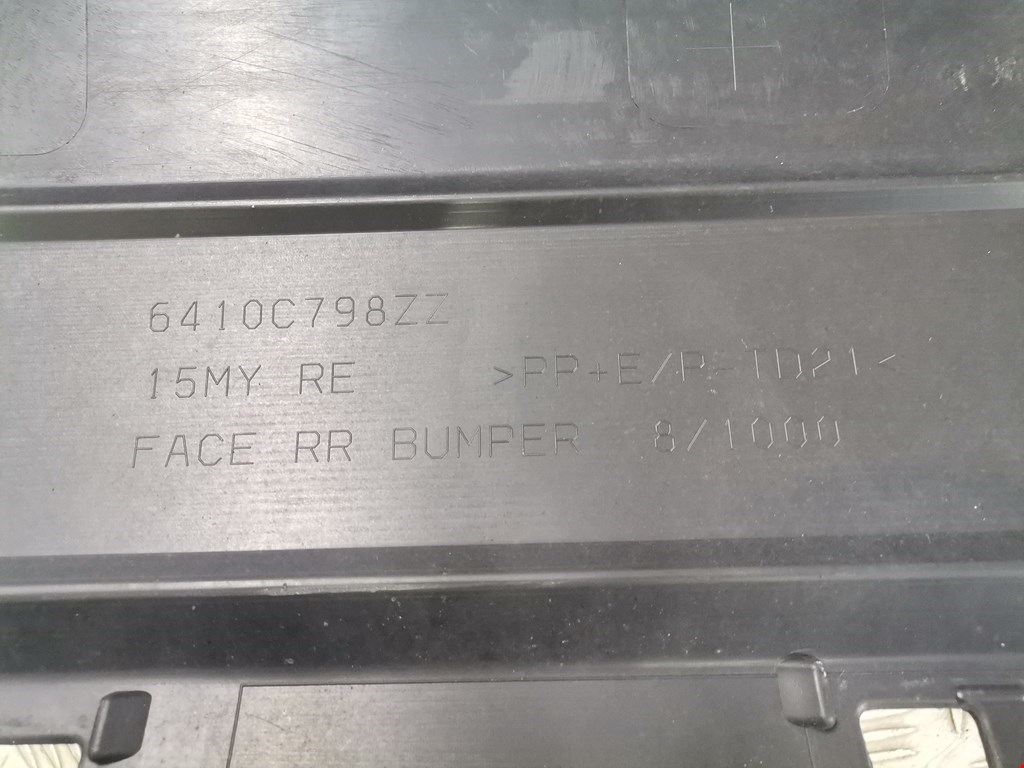 6410C798ZZ
15MY RE >PP+E/P-TD21<
FACE RR BUMPER 8/1000